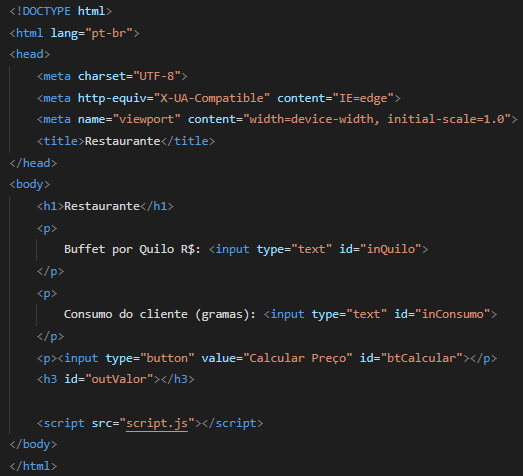 <!DOCTYPE html>
<html lang="pt-br">
<head>
    <meta charset="UTF-8">
    <meta http-equiv="X-UA-Compatible" content="IE=edge">
    <meta name="viewport" content="width=device-width, initial-scale=1.0">
    <title>Restaurante</title>
</head>
<body>
    <h1>Restaurante</h1>
    <p>
        Buffet por Quilo R$: <input type="text" id="inQuilo">
    </p>
    <p>
        Consumo do cliente (gramas): <input type="text" id="inConsumo">
    </p>
    <p><input type="button" value="Calcular Preço" id="btCalcular"></p>
    <h3 id="outValor"></h3>

    <script src="script.js"></script>
</body>
</html>